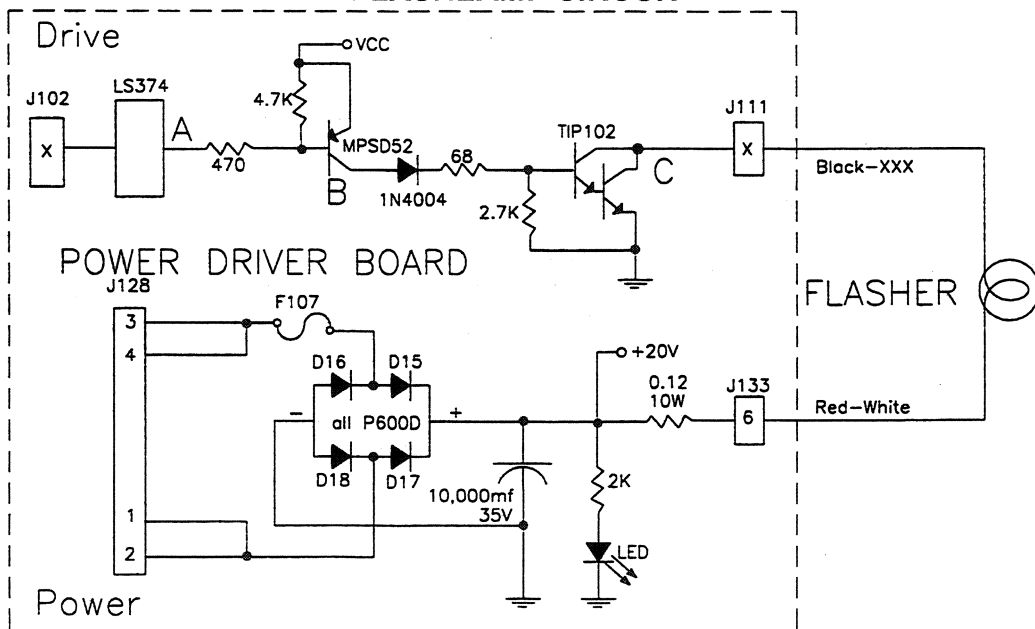 Drive
VCC
LS374
J102
4.7K
A
X
470
MPSD52
B
1N4004
68
TIP102
2.7K
C
J111
X
Black-XXX
POWER DRIVER BOARD
FLASHER
J128
3
4
1
2
F107
D16
D15
-
+
all P600D
D18
D17
10,000mf
35V
+20V
0.12
10W
J133
6
Red-White
2K
LED
Power